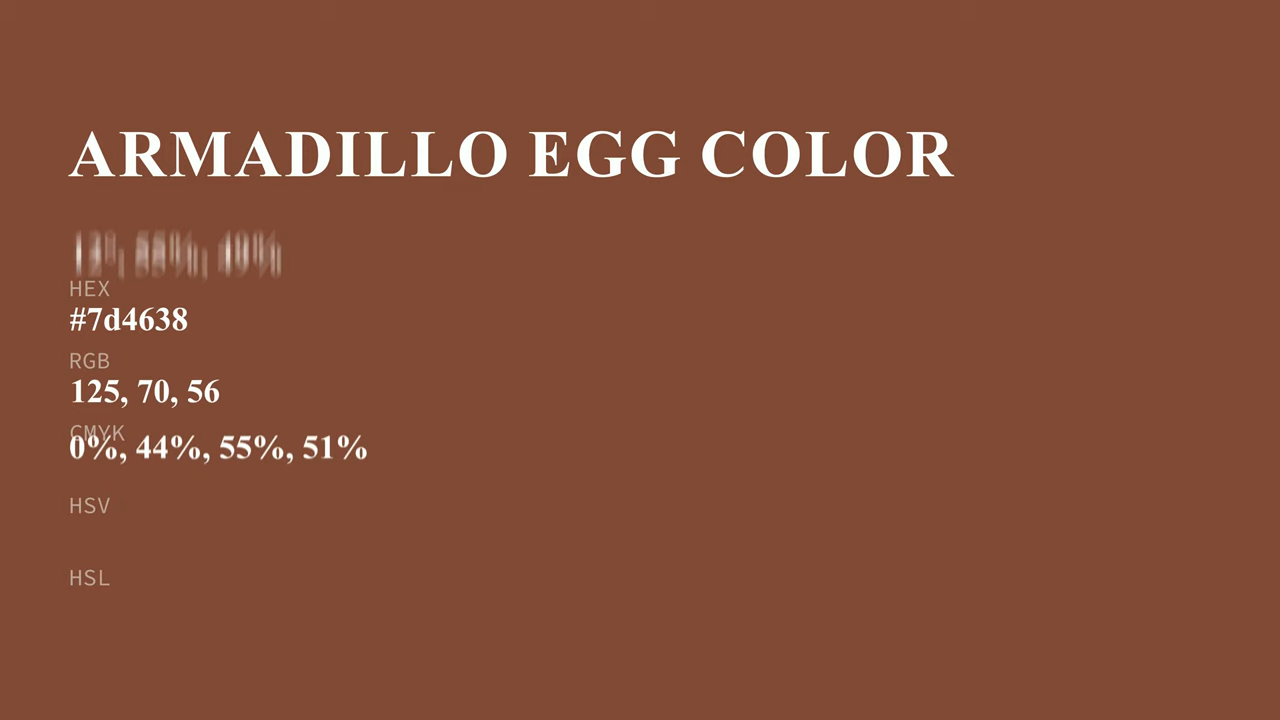 ARMADILLO EGG COLOR
HEX
#7d4638
RGB
125, 70, 56
CMYK
0%, 44%, 55%, 51%
HSV
HSL